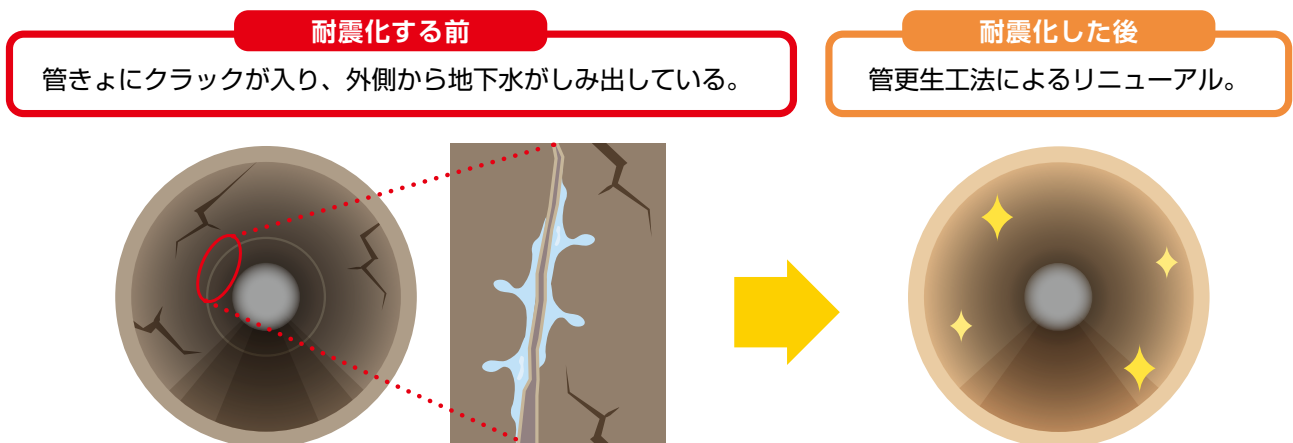 耐震化する前
管きょにクラックが入り、外側から地下水がしみ出している。
耐震化した後
管更生工法によるリニューアル。